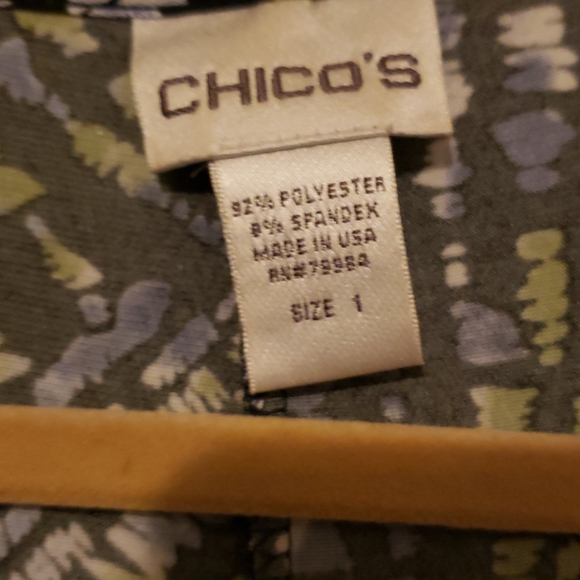 CHICO'S
92% POLYESTER
8% SPANDEX
MADE IN USA
RN#79984
SIZE 1